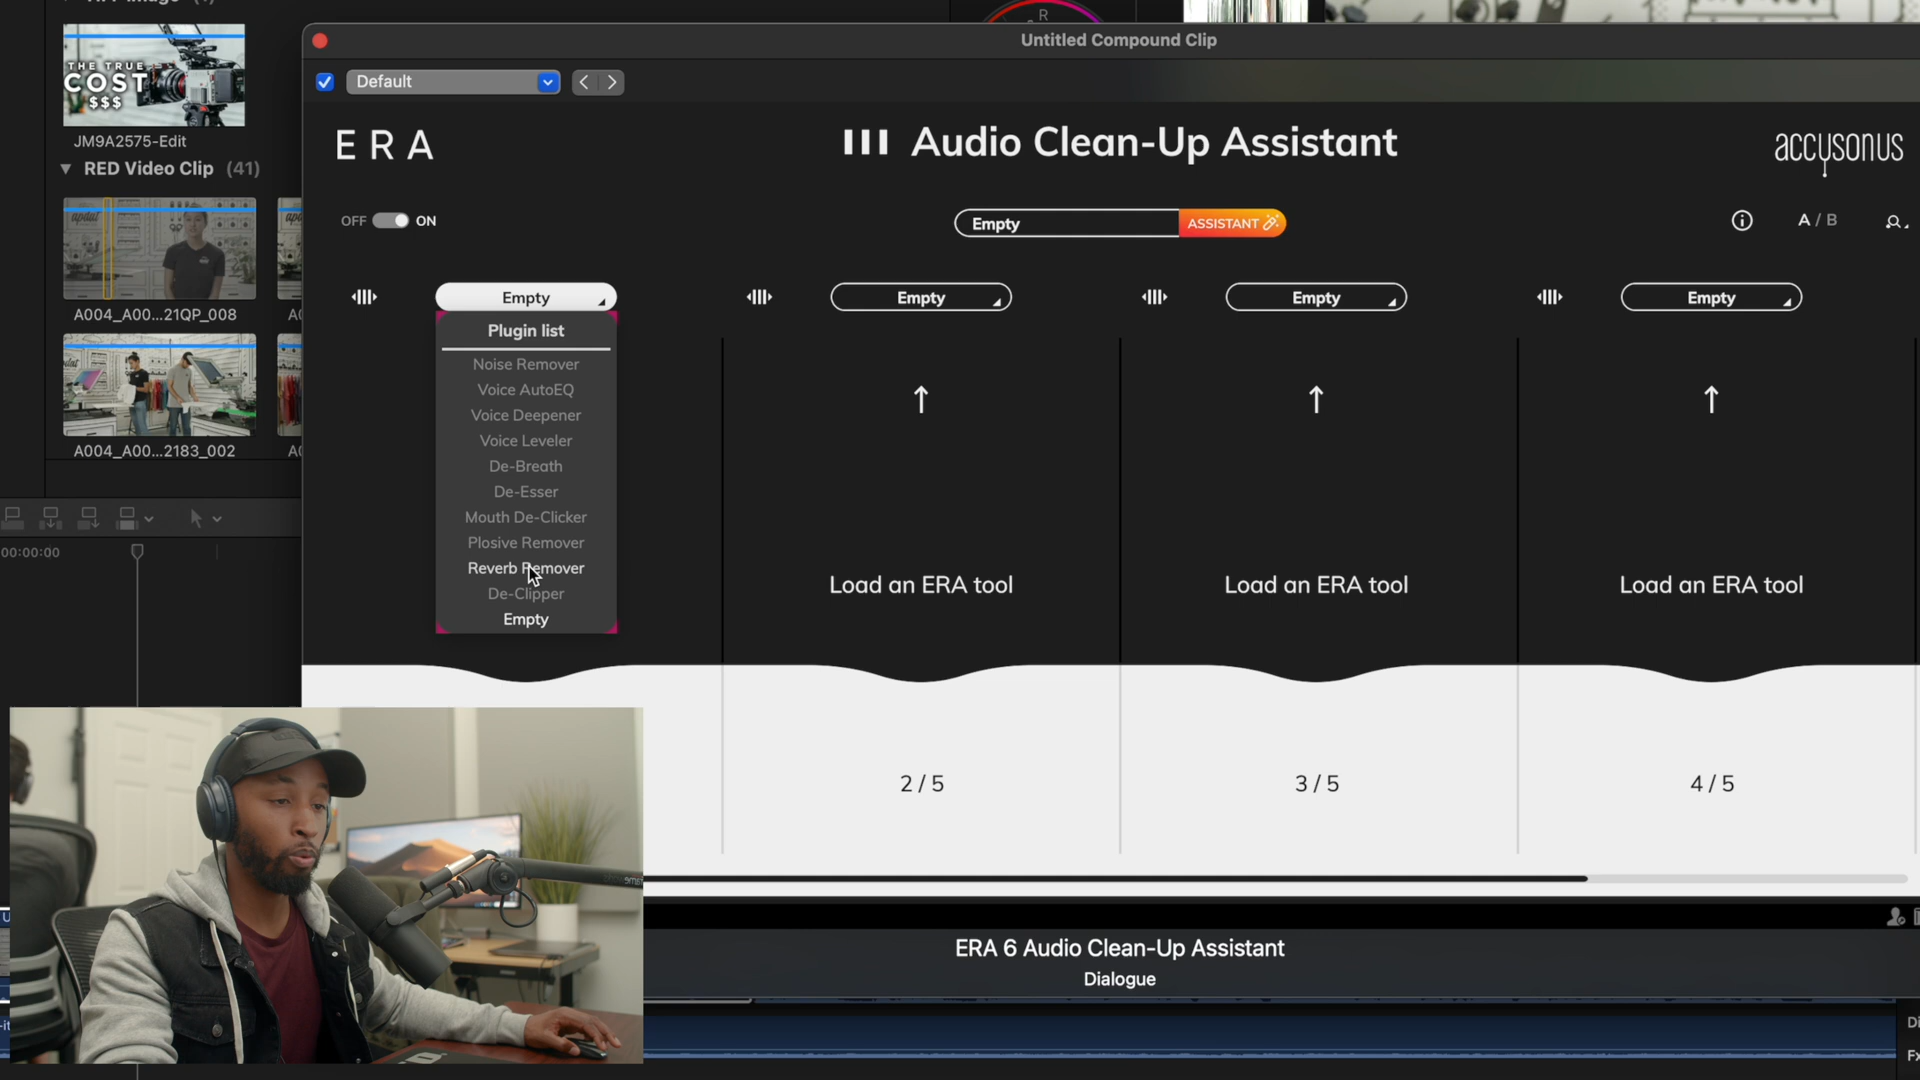 THE TRUE
COST
$$$
JM9A2575-Edit
RED Video Clip (41)
apdat
A004_A00...21QP_008
A004_A00...2183_002
00:00:00
R
Untitled Compound Clip
Default
ERA
Audio Clean-Up Assistant
accusonus
OFF ON
Empty ASSISTANT
A / B
Empty
Empty
Empty
Empty
Plugin list
Noise Remover
Voice AutoEQ
Voice Deepener
Voice Leveler
De-Breath
De-Esser
Mouth De-Clicker
Plosive Remover
Reverb Remover
De-Clipper
Empty
Load an ERA tool
Load an ERA tool
Load an ERA tool
2 / 5
3 / 5
4 / 5
ERA 6 Audio Clean-Up Assistant
Dialogue